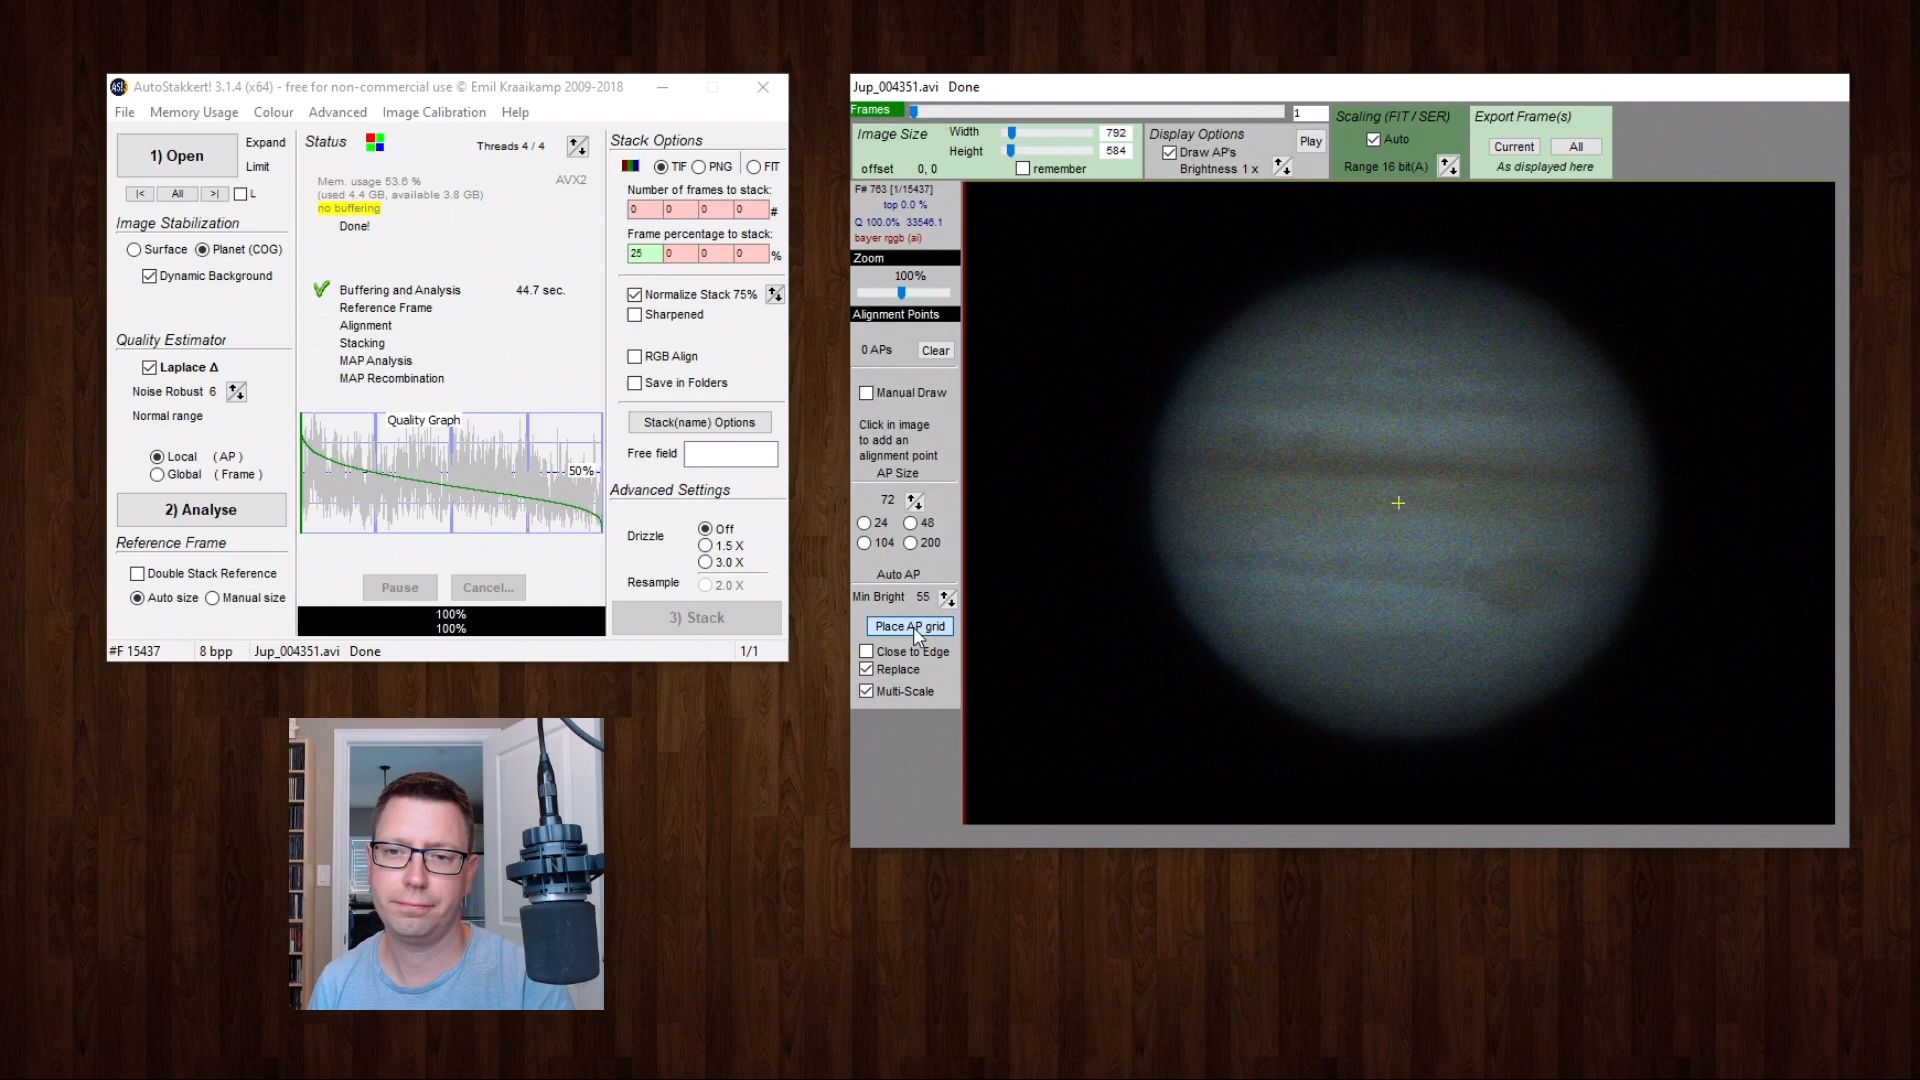 AutoStakkert! 3.1.4 (x64) - free for non-commercial use © Emil Kraaikamp 2009-2018
File Memory Usage Colour Advanced Image Calibration Help
1) Open
Expand
Limit
|< All >| L
Image Stabilization
Surface Planet (COG)
Dynamic Background
Quality Estimator
Laplace Δ
Noise Robust 6
Normal range
Local (AP)
Global (Frame)
2) Analyse
Reference Frame
Double Stack Reference
Auto size Manual size
Status
Threads 4 / 4
Mem. usage 53.6 %
(used 4.4 GB, available 3.8 GB)
AVX2
no buffering
Done!
Buffering and Analysis 44.7 sec.
Reference Frame
Alignment
Stacking
MAP Analysis
MAP Recombination
Quality Graph
50%
Pause Cancel...
100%
100%
Stack Options
TIF PNG FIT
Number of frames to stack:
0 0 0 0 #
Frame percentage to stack:
25 0 0 0 %
Normalize Stack 75%
Sharpened
RGB Align
Save in Folders
Stack(name) Options
Free field
Advanced Settings
Drizzle
Off
1.5 X
3.0 X
Resample 2.0 X
3) Stack
#F 15437 8 bpp Jup_004351.avi Done 1/1
Jup_004351.avi Done
Frames 1
Image Size
Width 792
Height 584
offset 0, 0
remember
Display Options
Draw AP's
Brightness 1 x
Play
Scaling (FIT / SER)
Auto
Range 16 bit(A)
Export Frame(s)
Current All
As displayed here
F# 763 [1/15437]
top 0.0 %
Q 100.0% 33546.1
bayer rggb (ai)
Zoom
100%
Alignment Points
0 APs Clear
Manual Draw
Click in image
to add an
alignment point
AP Size
72
24 48
104 200
Auto AP
Min Bright 55
Place AP grid
Close to Edge
Replace
Multi-Scale